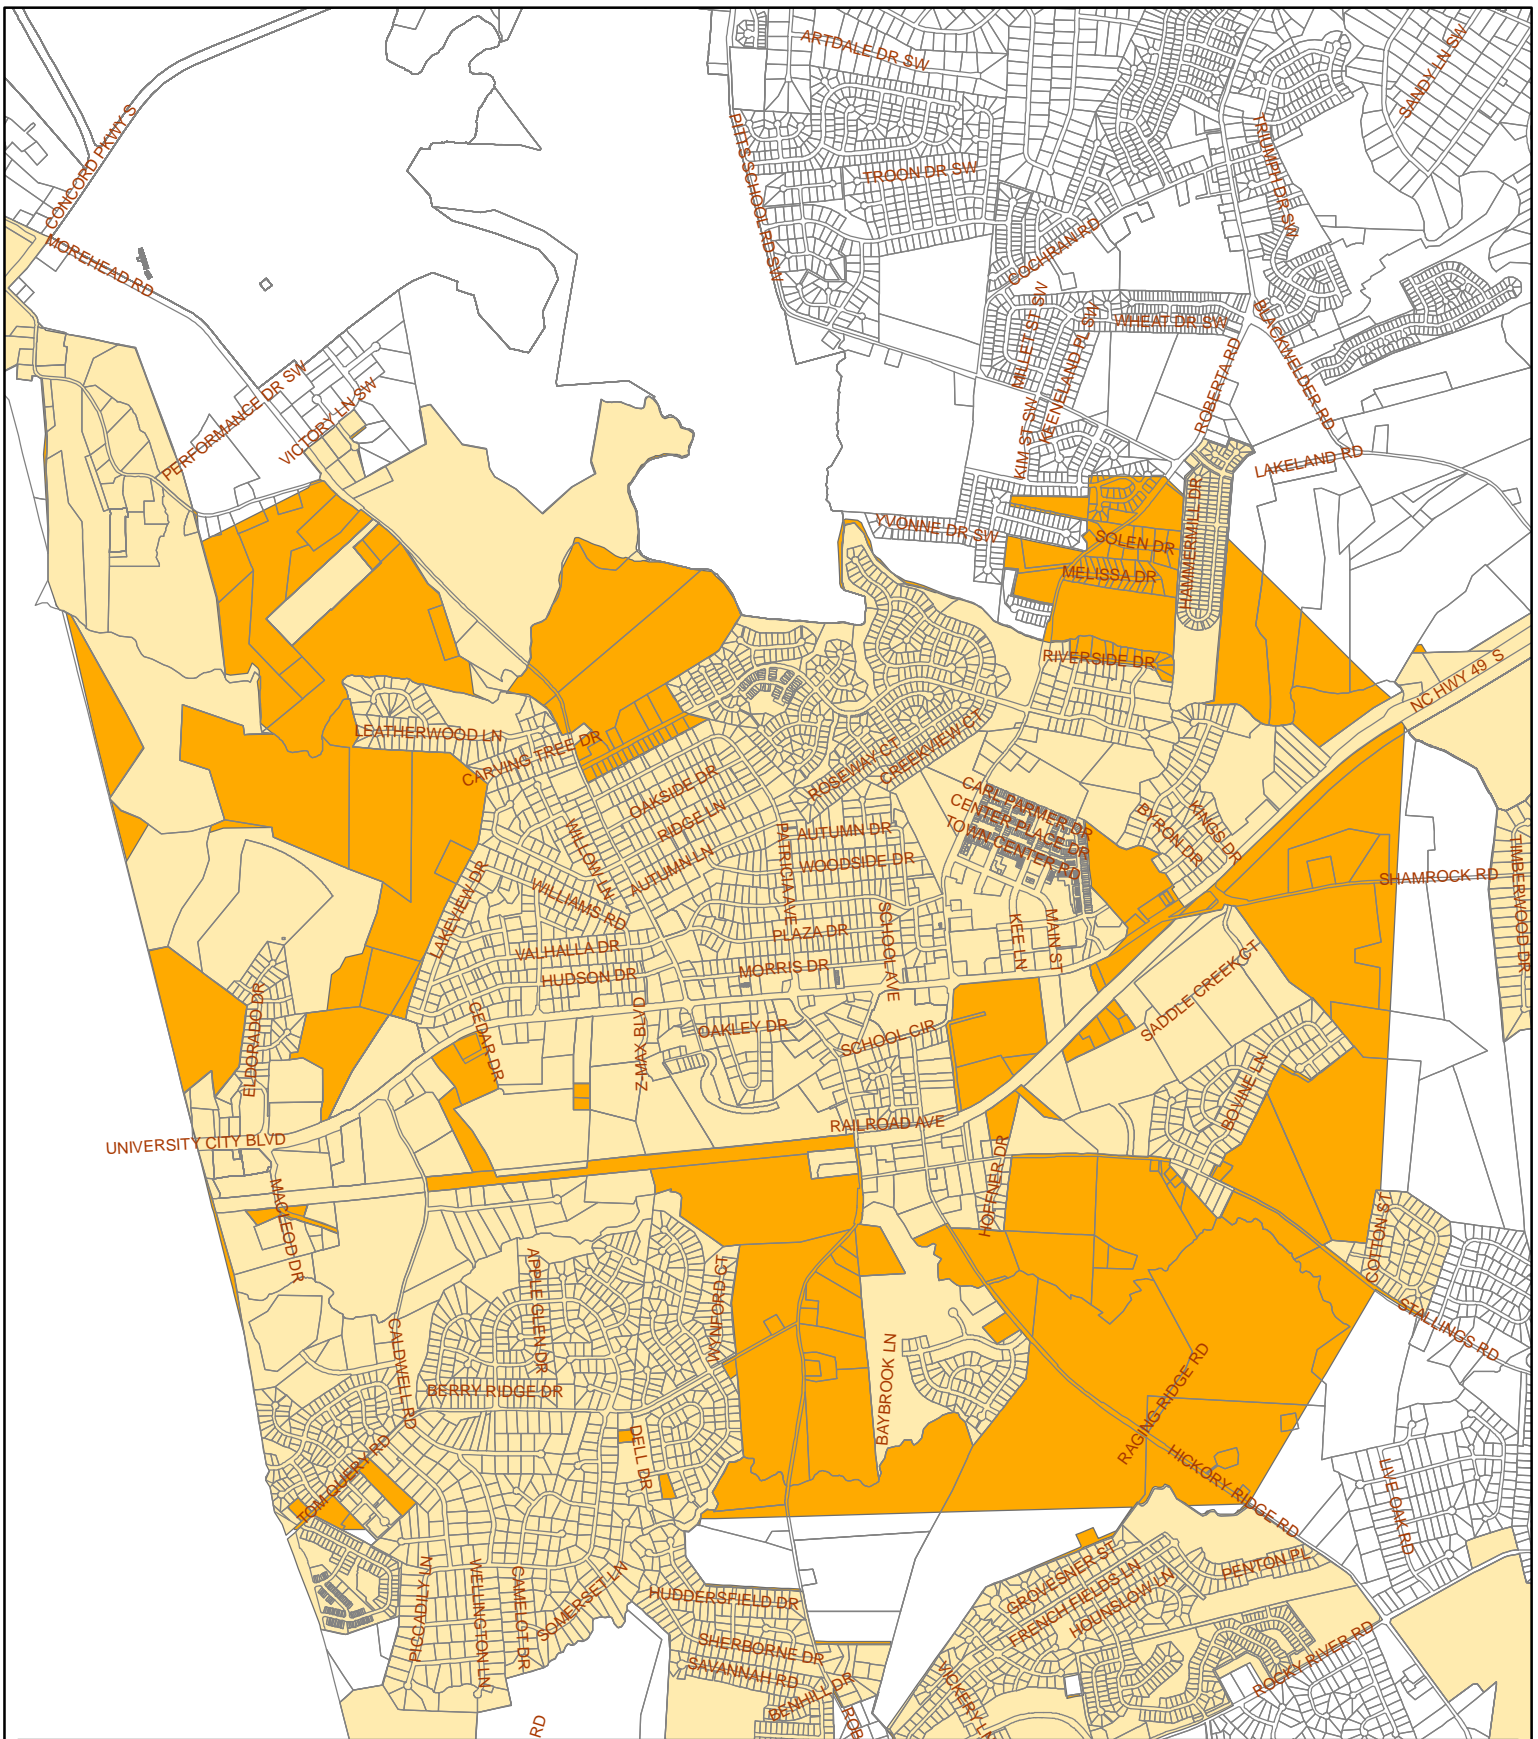 ARTDALE DR SW
SANDY LN SW
CONCORD PKWY S
PITTS SCHOOL RD SW
TRIUMPH DR SW
TROON DR SW
MOREHEAD RD
COCHRAN RD
MILLET ST SW
KEENELAND PL SW
WHEAT DR SW
BLACKWELDER RD
ROBERTA RD
PERFORMANCE DR SW
VICTORY LN SW
KIM ST SW
LAKELAND RD
YVONNE DR SW
SOLEN DR
HAMMERMILL DR
MELISSA DR
RIVERSIDE DR
NC HWY 49 S
LEATHERWOOD LN
CARVING TREE DR
ROSEWAY CT
CREEKVIEW CT
OAKSIDE DR
RIDGE LN
CARL PARMER DR
CENTER PLACE DR
TOWN CENTER RD
BYRON DR
KINGS DR
WILLOW LN
AUTUMN LN
PATRICIA AVE
AUTUMN DR
WOODSIDE DR
TIMBERWOOD DR
SHAMROCK RD
LAKEVIEW DR
WILLIAMS RD
VALHALLA DR
PLAZA DR
SCHOOL AVE
KEE LN
MAIN ST
HUDSON DR
MORRIS DR
SADDLE CREEK CT
ELDORADO DR
CEDAR DR
Z MAX BLVD
OAKLEY DR
SCHOOL CIR
BOVINE LN
UNIVERSITY CITY BLVD
RAILROAD AVE
HOFFNER DR
MACLEOD DR
COTTON ST
APPLE GLEN DR
WYNFORD CT
STALLINGS RD
CALDWELL RD
BAYBROOK LN
RAGING RIDGE RD
BERRY RIDGE DR
DELL DR
TOM QUERY RD
HICKORY RIDGE RD
LIVE OAK RD
PICCADILY LN
WELLINGTON LN
CAMELOT DR
SOMERSET LN
HUDDERSFIELD DR
GROVESNER ST
FRENCH FIELDS LN
HOUNSLOW LN
PENTON PL
SHERBORNE DR
SAVANNAH RD
BENHILL DR
VICKERY LN
ROCKY RIVER RD
RD
ROB